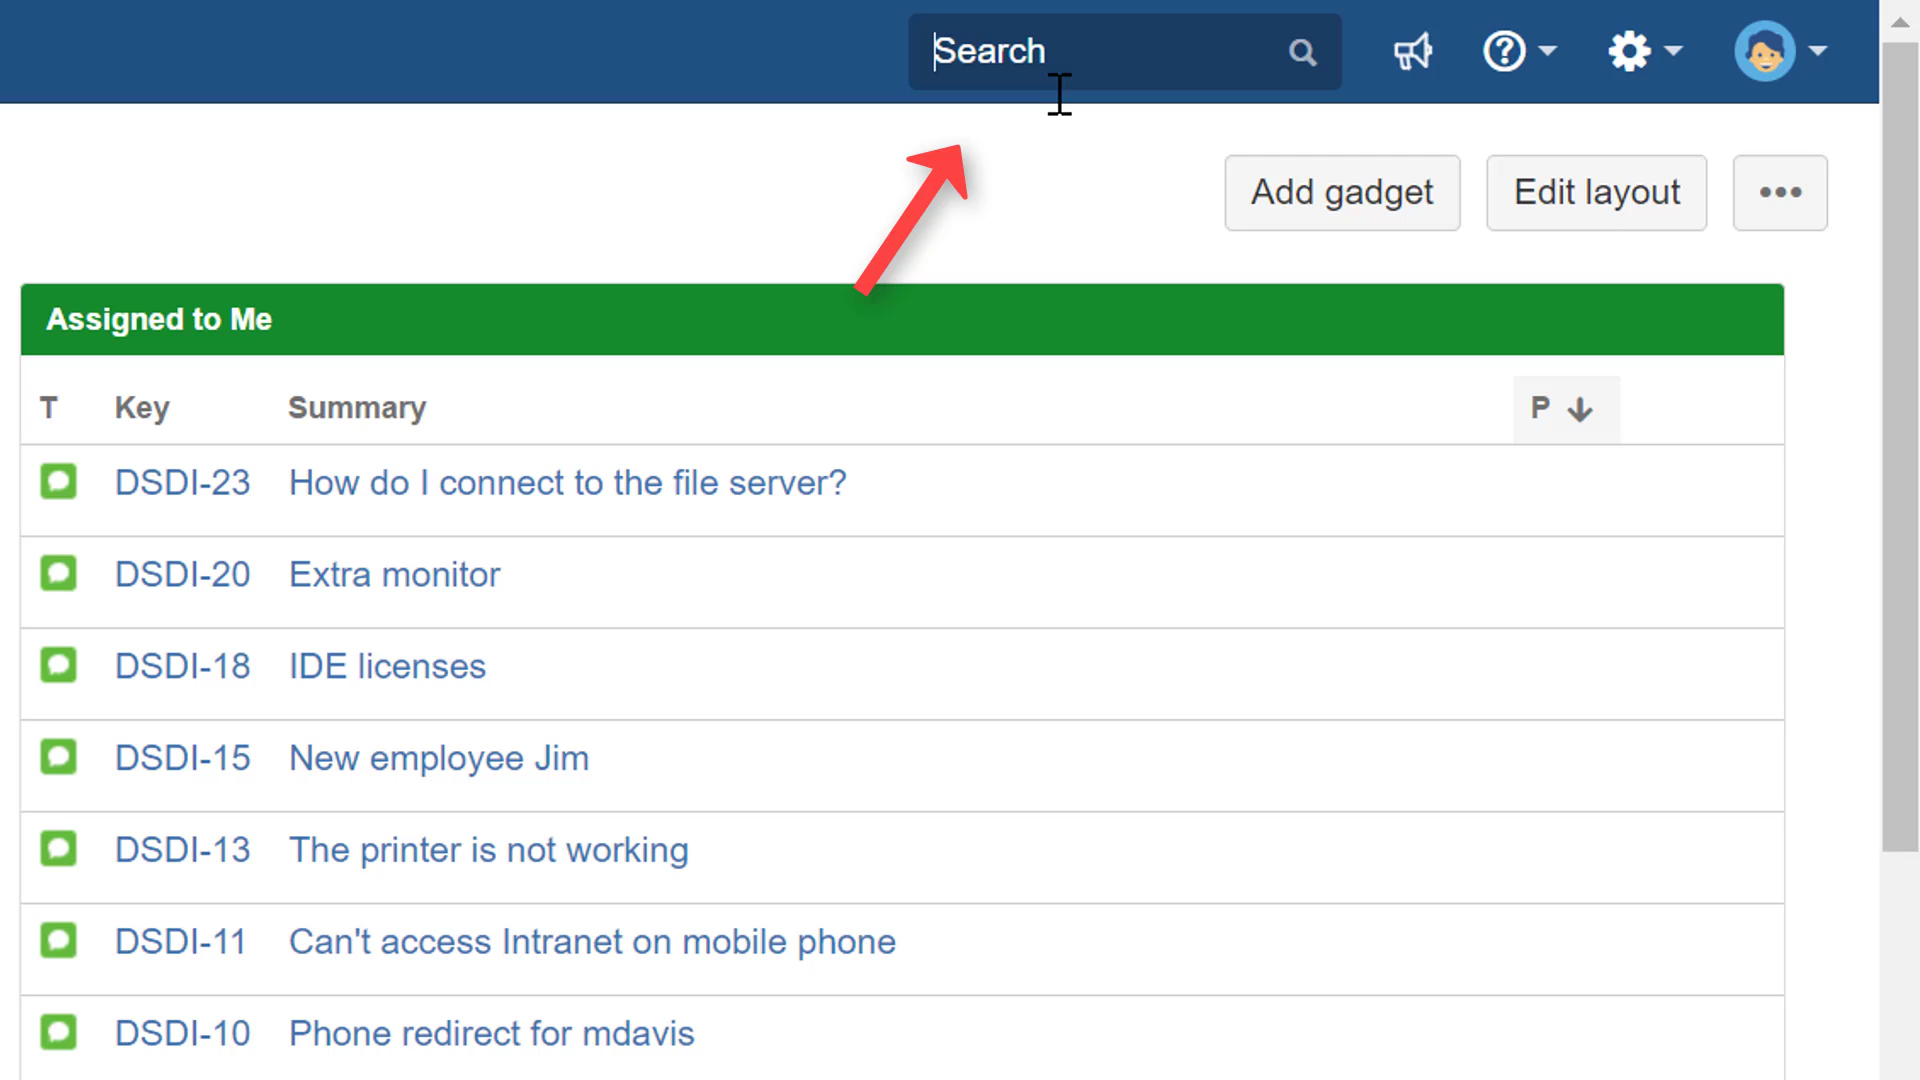 Search
Add gadget
Edit layout
Assigned to Me
T Key Summary P
DSDI-23 How do I connect to the file server?
DSDI-20 Extra monitor
DSDI-18 IDE licenses
DSDI-15 New employee Jim
DSDI-13 The printer is not working
DSDI-11 Can't access Intranet on mobile phone
DSDI-10 Phone redirect for mdavis